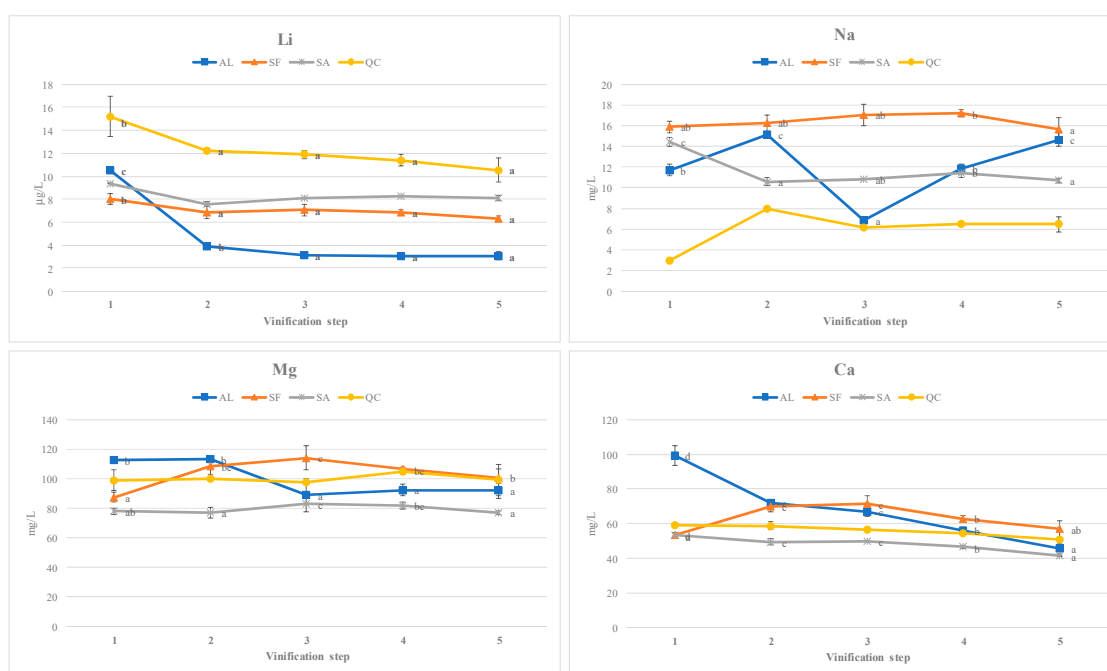 Li
AL SF SA QC
18
16
14
12
10
8
6
4
2
0
µg/L
b a a a a
c
b a a a a
b a a a
1 2 3 4 5
Vinification step
Na
AL SF SA QC
20
18
16
14
12
10
8
6
4
2
0
mg/L
ab ab ab b a
b c a b c
c a ab b a
1 2 3 4 5
Vinification step
Mg
AL SF SA QC
140
120
100
80
60
40
20
0
mg/L
b b a a a
a bc c bc b
ab a c bc a
1 2 3 4 5
Vinification step
Ca
AL SF SA QC
120
100
80
60
40
20
0
mg/L
d c c b a
a c c b ab
c c b a
1 2 3 4 5
Vinification step